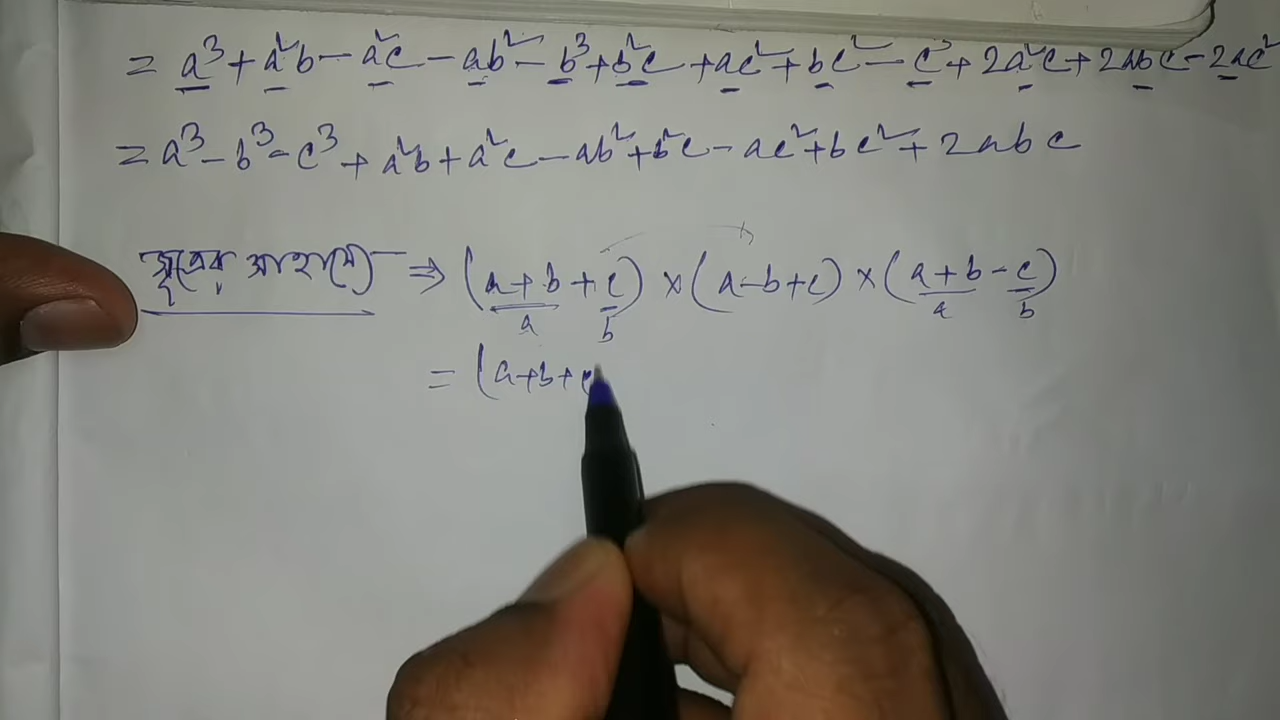 = a³ + a²b − a²c − ab² − b³ + b²c + ac² + bc² − c³ + 2a²c + 2abc − 2ac²
= a³ − b³ − c³ + a²b + a²c − ab² + b²c − ac² + bc² + 2abc
সূত্রের সাহায্যে ⇒ (a+b+c) × (a−b+c) × (a+b−c)
a b a b
= (a+b+c